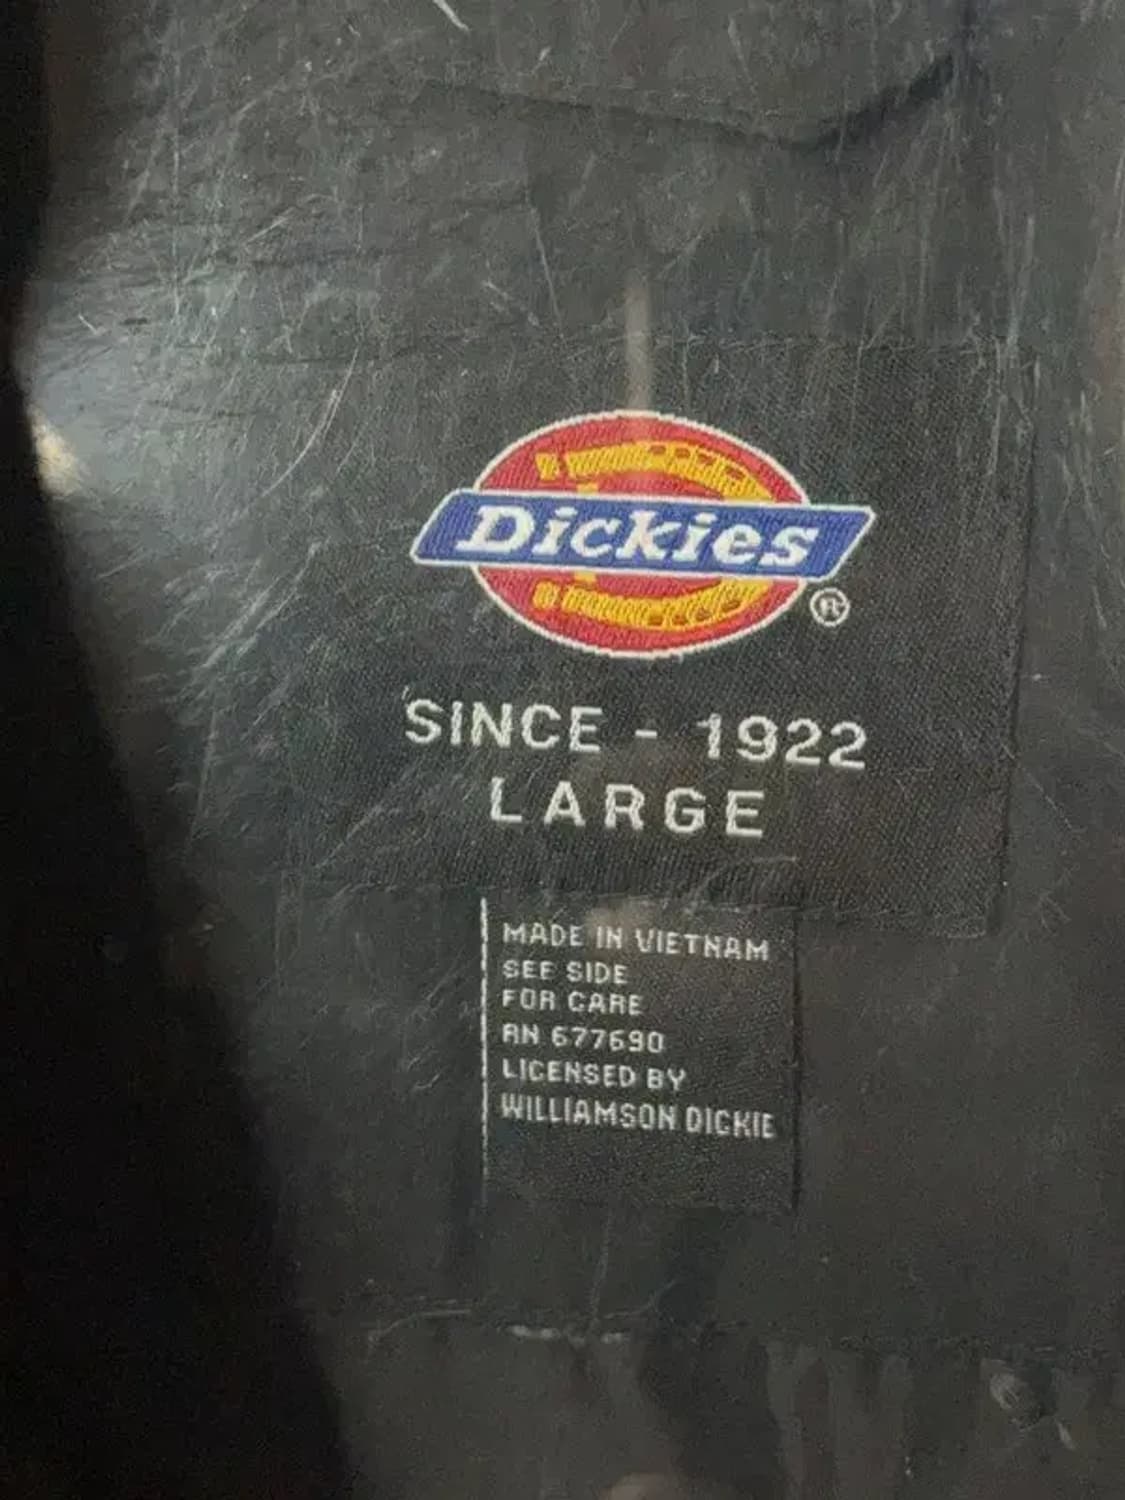 Dickies
®
SINCE - 1922
LARGE
MADE IN VIETNAM
SEE SIDE
FOR CARE
RN 677690
LICENSED BY
WILLIAMSON DICKIE